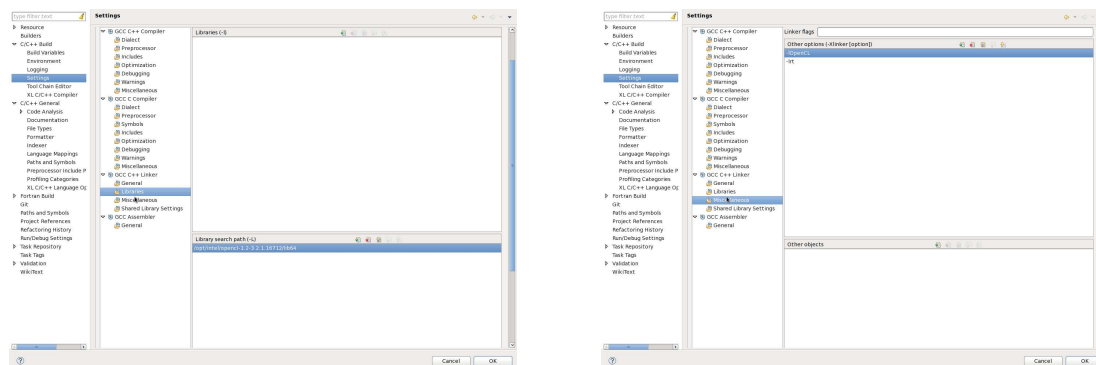 type filter text
Settings
Resource
Builders
C/C++ Build
Build Variables
Environment
Logging
Settings
Tool Chain Editor
XL C/C++ Compiler
C/C++ General
Code Analysis
Documentation
File Types
Formatter
Indexer
Language Mappings
Paths and Symbols
Preprocessor Include P
Profiling Categories
XL C/C++ Language Op
Fortran Build
Git
Paths and Symbols
Project References
Refactoring History
Run/Debug Settings
Task Repository
Task Tags
Validation
WikiText
GCC C++ Compiler
Dialect
Preprocessor
Includes
Optimization
Debugging
Warnings
Miscellaneous
GCC C Compiler
Dialect
Preprocessor
Symbols
Includes
Optimization
Debugging
Warnings
Miscellaneous
GCC C++ Linker
General
Libraries
Miscellaneous
Shared Library Settings
GCC Assembler
General
Libraries (-l)
Library search path (-L)
Cancel
OK
type filter text
Settings
Resource
Builders
C/C++ Build
Build Variables
Environment
Logging
Settings
Tool Chain Editor
XL C/C++ Compiler
C/C++ General
Code Analysis
Documentation
File Types
Formatter
Indexer
Language Mappings
Paths and Symbols
Preprocessor Include P
Profiling Categories
XL C/C++ Language Op
Fortran Build
Git
Paths and Symbols
Project References
Refactoring History
Run/Debug Settings
Task Repository
Task Tags
Validation
WikiText
GCC C++ Compiler
Dialect
Preprocessor
Includes
Optimization
Debugging
Warnings
Miscellaneous
GCC C Compiler
Dialect
Preprocessor
Symbols
Includes
Optimization
Debugging
Warnings
Miscellaneous
GCC C++ Linker
General
Libraries
Miscellaneous
Shared Library Settings
GCC Assembler
General
Linker flags
Other options (-Xlinker [option])
-lOpenCL
-lrt
Other objects
Cancel
OK